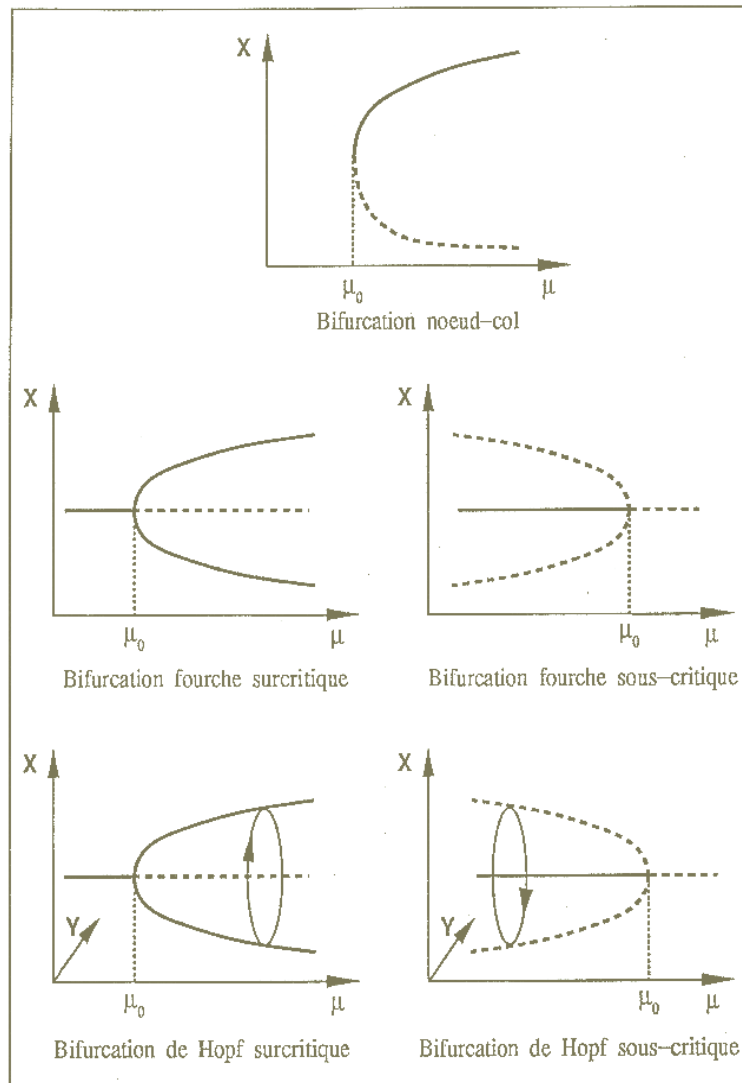 X
μ₀
μ
Bifurcation noeud-col
X
X
μ₀
μ
μ₀
μ
Bifurcation fourche surcritique
Bifurcation fourche sous-critique
X
X
Y
Y
μ₀
μ
μ₀
μ
Bifurcation de Hopf surcritique
Bifurcation de Hopf sous-critique